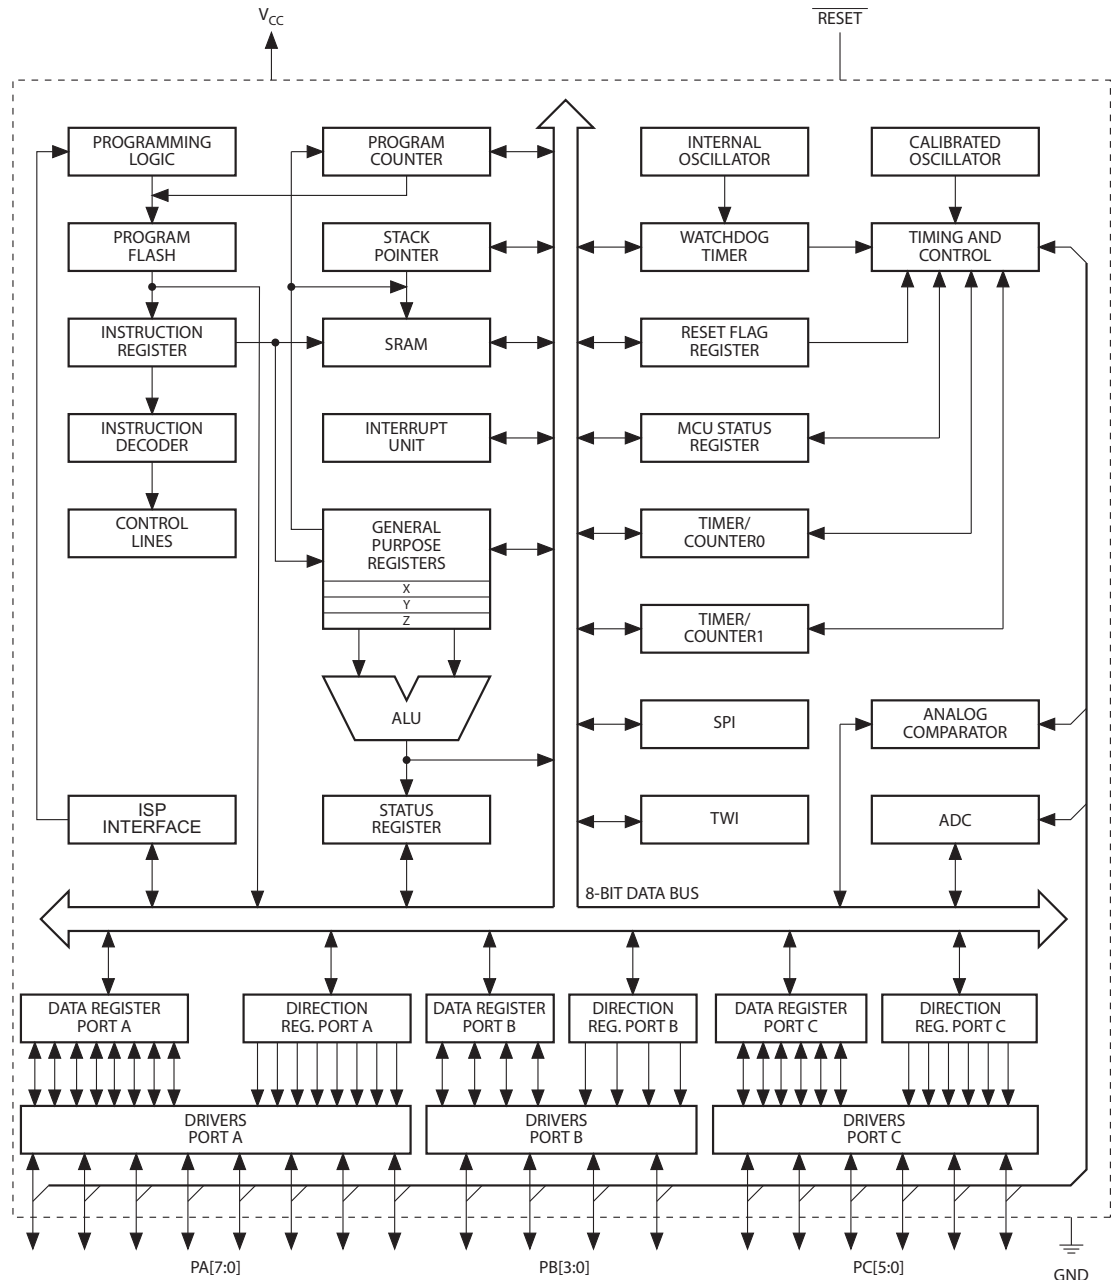 VCC
RESET
PROGRAMMING
LOGIC
PROGRAM
COUNTER
INTERNAL
OSCILLATOR
CALIBRATED
OSCILLATOR
PROGRAM
FLASH
STACK
POINTER
WATCHDOG
TIMER
TIMING AND
CONTROL
INSTRUCTION
REGISTER
SRAM
RESET FLAG
REGISTER
INSTRUCTION
DECODER
INTERRUPT
UNIT
MCU STATUS
REGISTER
CONTROL
LINES
GENERAL
PURPOSE
REGISTERS
X
Y
Z
TIMER/
COUNTER0
TIMER/
COUNTER1
ALU
SPI
ANALOG
COMPARATOR
ISP
INTERFACE
STATUS
REGISTER
TWI
ADC
8-BIT DATA BUS
DATA REGISTER
PORT A
DIRECTION
REG. PORT A
DATA REGISTER
PORT B
DIRECTION
REG. PORT B
DATA REGISTER
PORT C
DIRECTION
REG. PORT C
DRIVERS
PORT A
DRIVERS
PORT B
DRIVERS
PORT C
PA[7:0]
PB[3:0]
PC[5:0]
GND